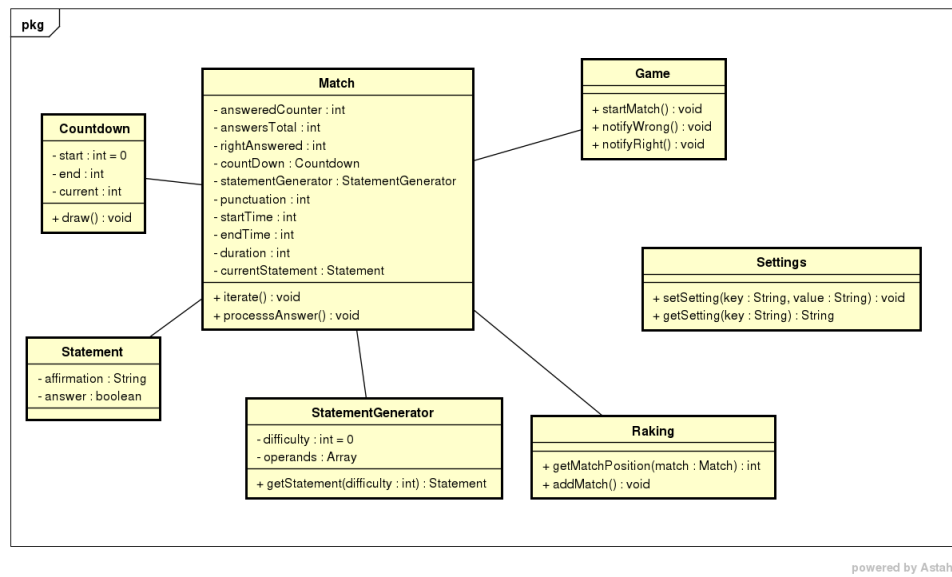 pkg
Match
- answeredCounter : int
- answersTotal : int
- rightAnswered : int
- countDown : Countdown
- statementGenerator : StatementGenerator
- punctuation : int
- startTime : int
- endTime : int
- duration : int
- currentStatement : Statement
+ iterate() : void
+ processsAnswer() : void
Game
+ startMatch() : void
+ notifyWrong() : void
+ notifyRight() : void
Countdown
- start : int = 0
- end : int
- current : int
+ draw() : void
Settings
+ setSetting(key : String, value : String) : void
+ getSetting(key : String) : String
Statement
- affirmation : String
- answer : boolean
StatementGenerator
- difficulty : int = 0
- operands : Array
+ getStatement(difficulty : int) : Statement
Raking
+ getMatchPosition(match : Match) : int
+ addMatch() : void
powered by Astah